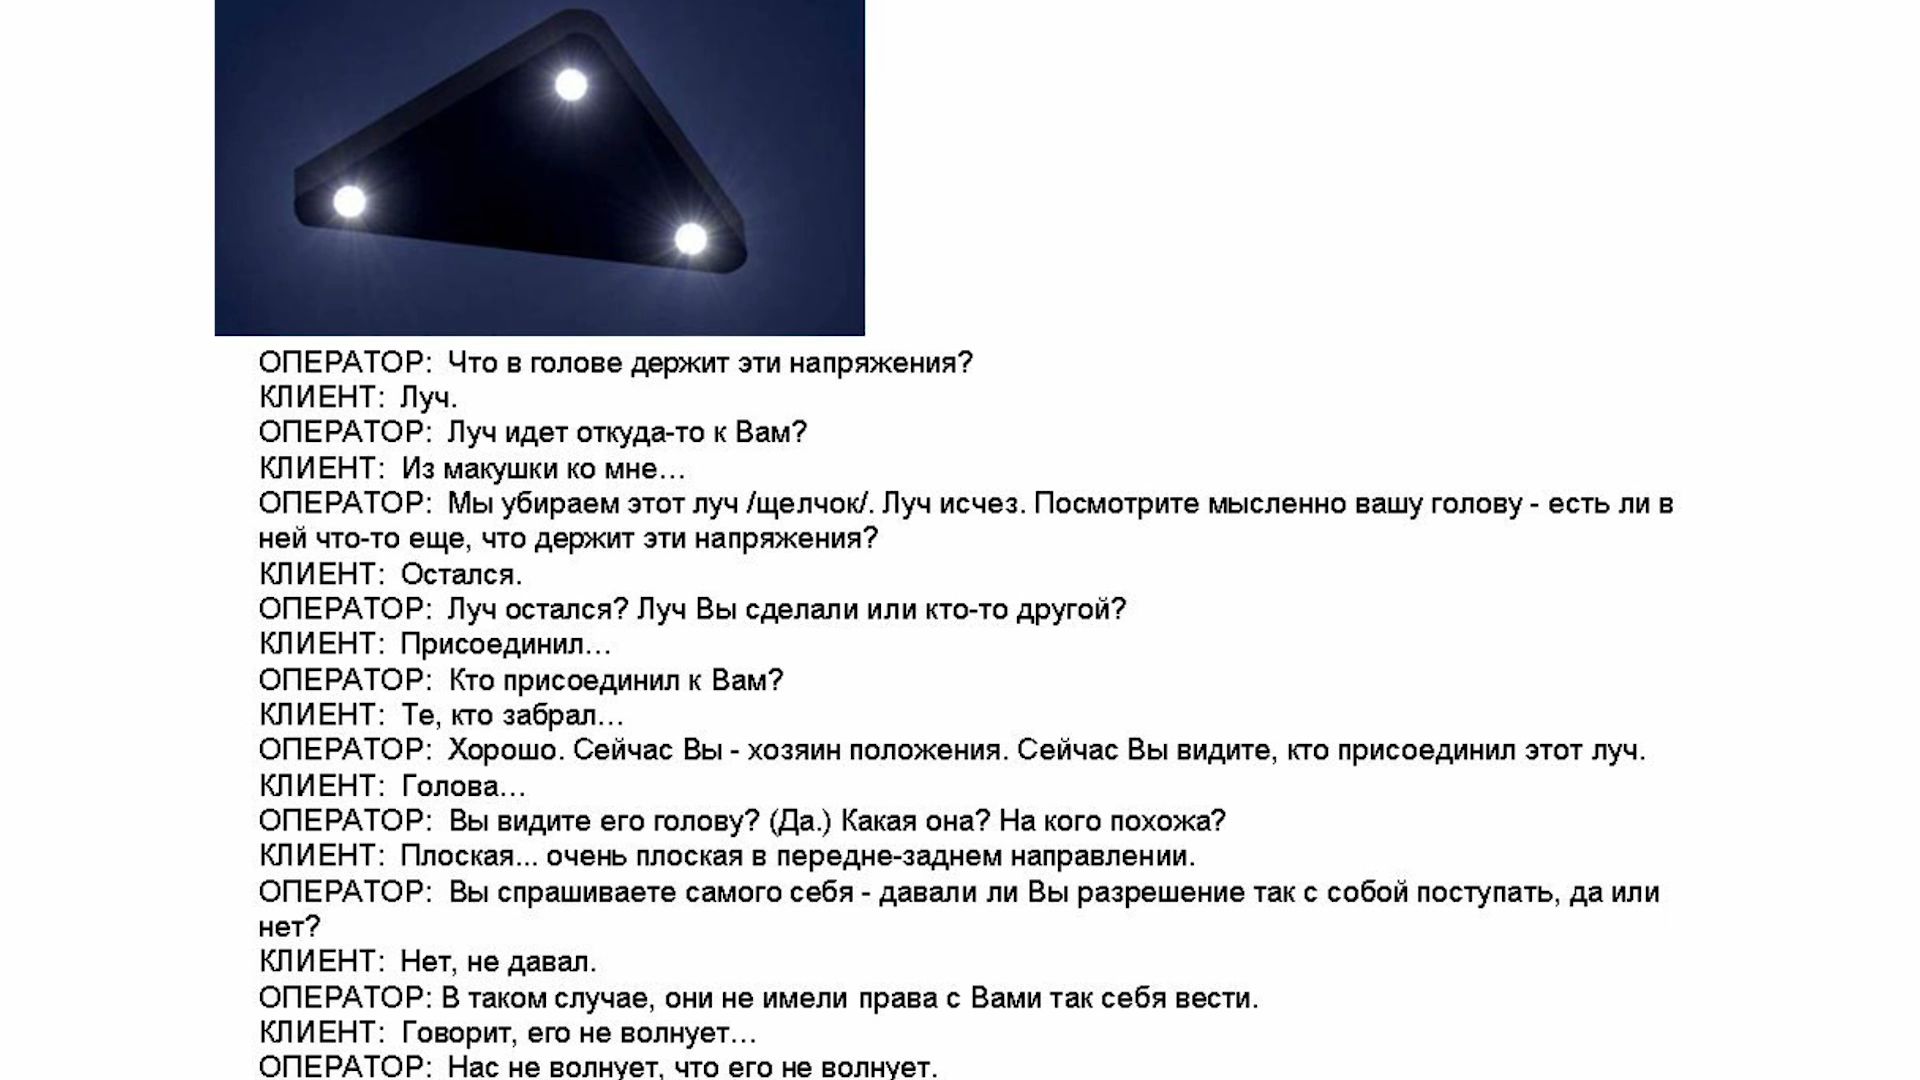 ОПЕРАТОР: Что в голове держит эти напряжения?
КЛИЕНТ: Луч.
ОПЕРАТОР: Луч идет откуда-то к Вам?
КЛИЕНТ: Из макушки ко мне...
ОПЕРАТОР: Мы убираем этот луч /щелчок/. Луч исчез. Посмотрите мысленно вашу голову - есть ли в
ней что-то еще, что держит эти напряжения?
КЛИЕНТ: Остался.
ОПЕРАТОР: Луч остался? Луч Вы сделали или кто-то другой?
КЛИЕНТ: Присоединил...
ОПЕРАТОР: Кто присоединил к Вам?
КЛИЕНТ: Те, кто забрал...
ОПЕРАТОР: Хорошо. Сейчас Вы - хозяин положения. Сейчас Вы видите, кто присоединил этот луч.
КЛИЕНТ: Голова...
ОПЕРАТОР: Вы видите его голову? (Да.) Какая она? На кого похожа?
КЛИЕНТ: Плоская... очень плоская в передне-заднем направлении.
ОПЕРАТОР: Вы спрашиваете самого себя - давали ли Вы разрешение так с собой поступать, да или
нет?
КЛИЕНТ: Нет, не давал.
ОПЕРАТОР: В таком случае, они не имели права с Вами так себя вести.
КЛИЕНТ: Говорит, его не волнует...
ОПЕРАТОР: Нас не волнует, что его не волнует.